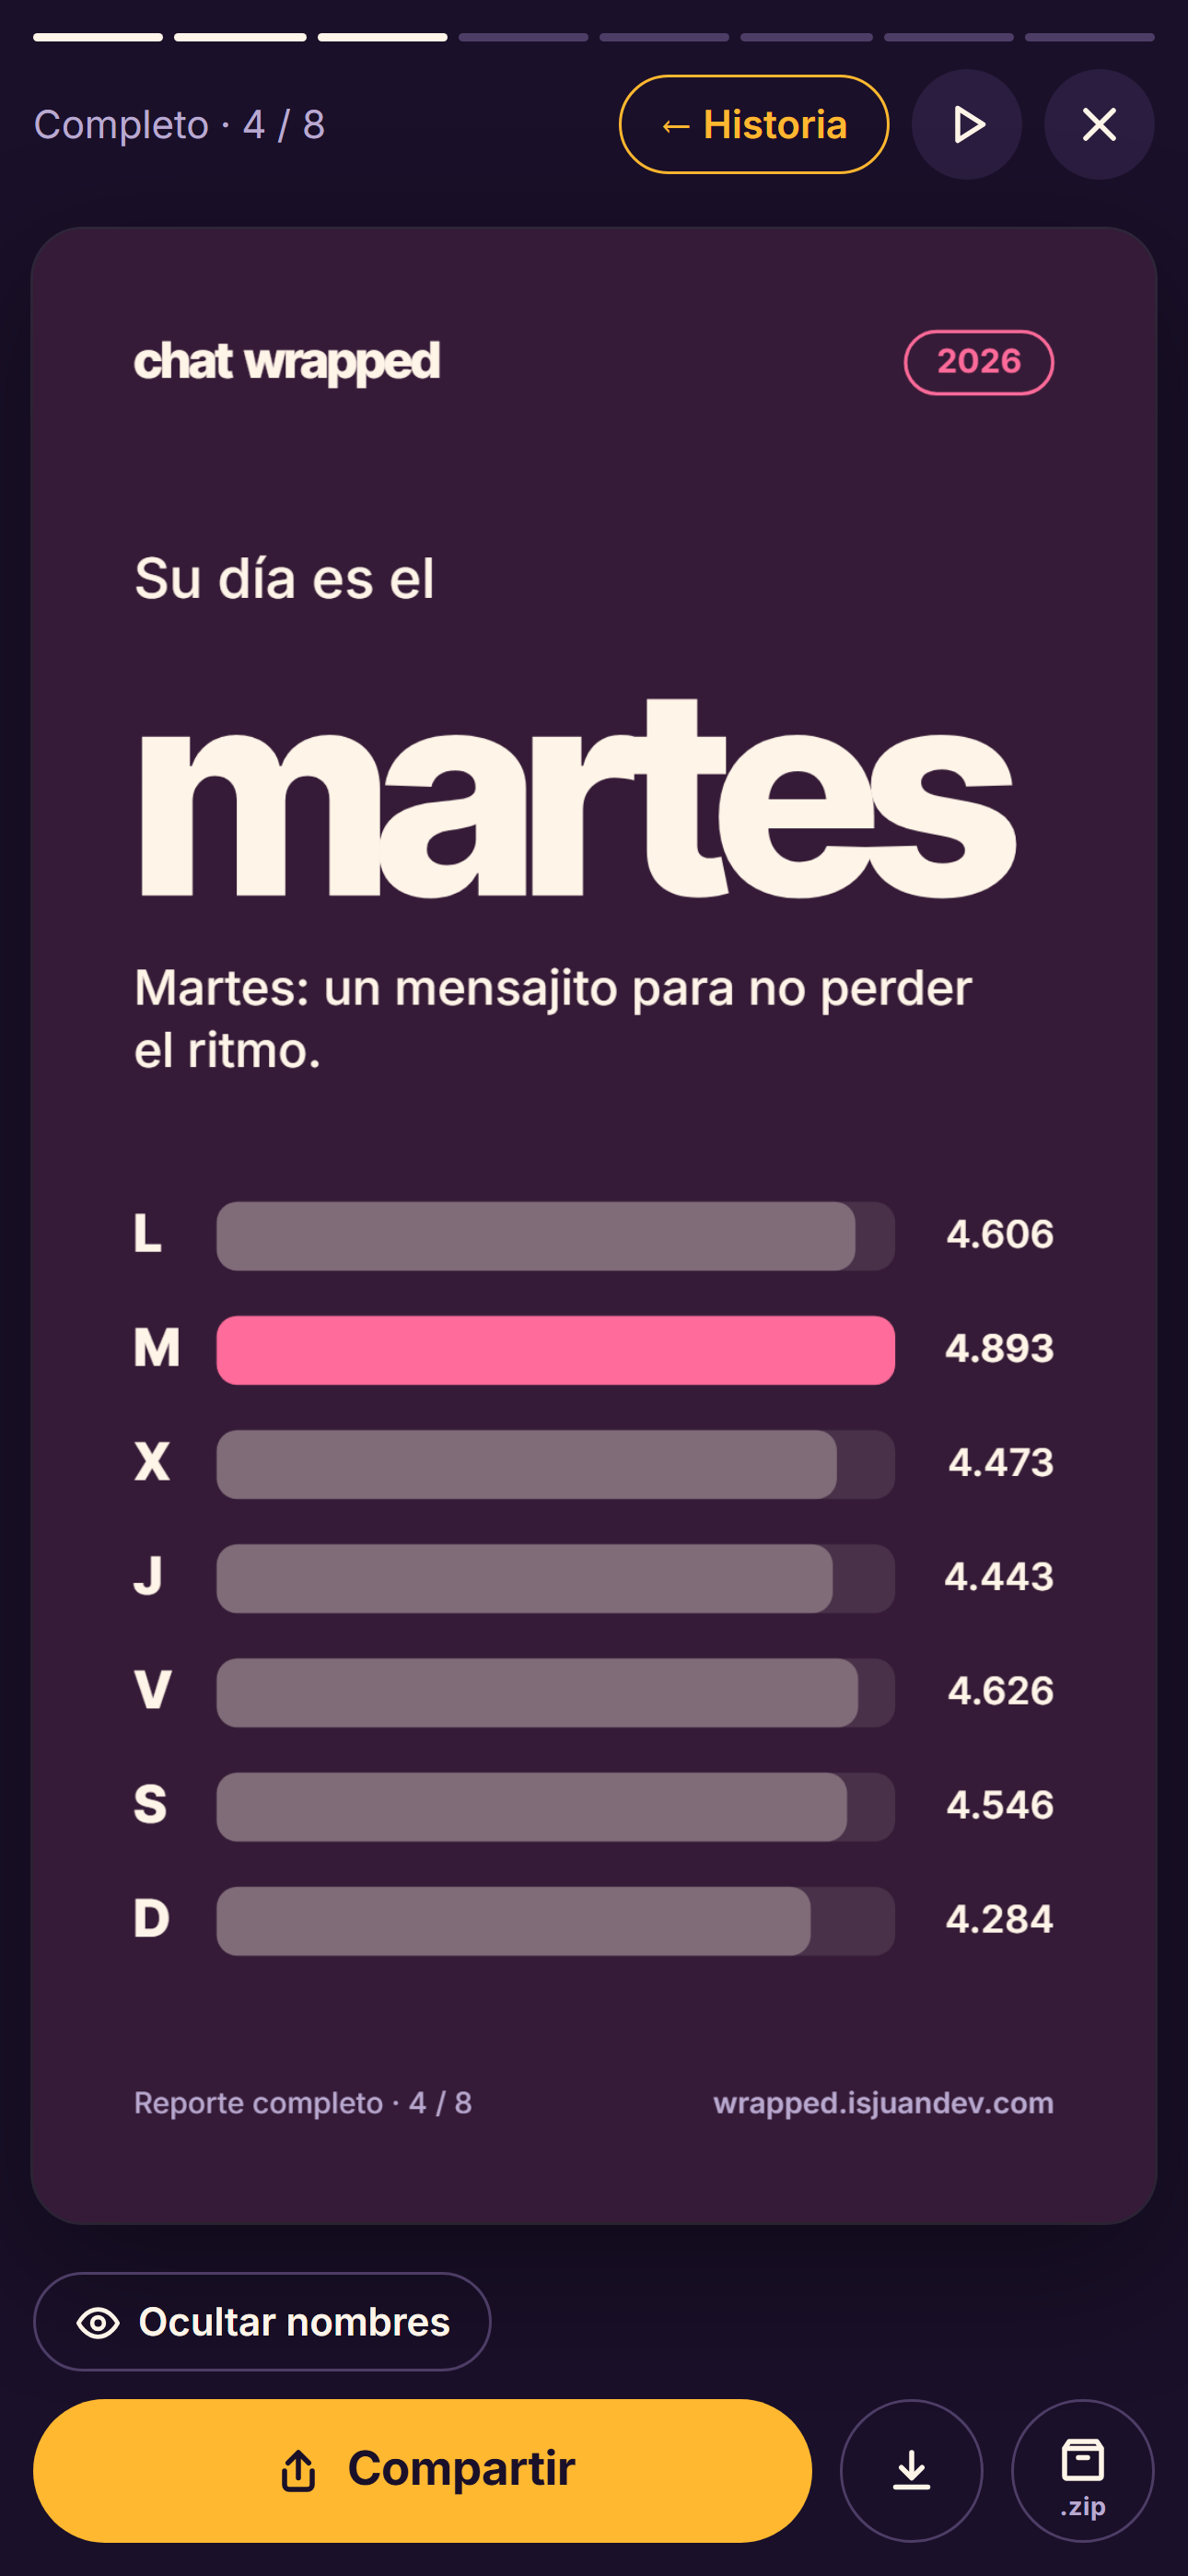 Completo · 4 / 8
← Historia
chat wrapped
2026
Su día es el
martes
Martes: un mensajito para no perder
el ritmo.
L 4.606
M 4.893
X 4.473
J 4.443
V 4.626
S 4.546
D 4.284
Reporte completo · 4 / 8
wrapped.isjuandev.com
Ocultar nombres
Compartir
.zip